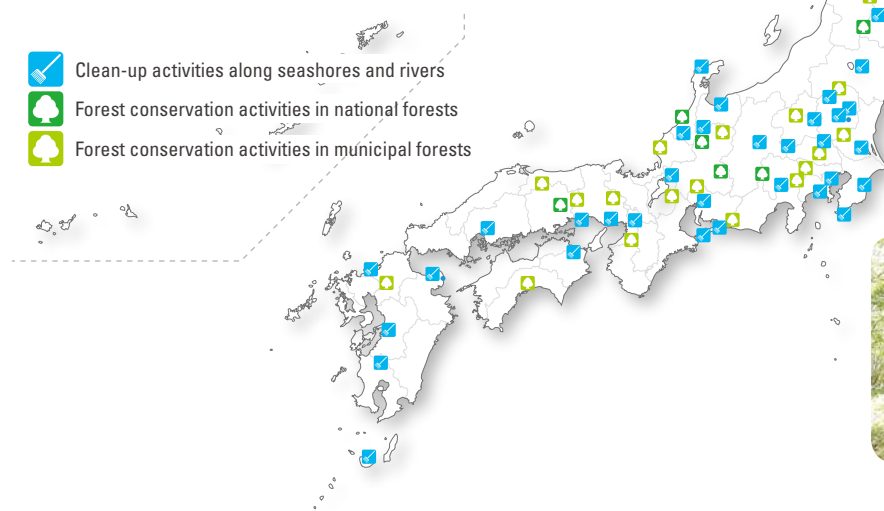 Clean-up activities along seashores and rivers
Forest conservation activities in national forests
Forest conservation activities in municipal forests